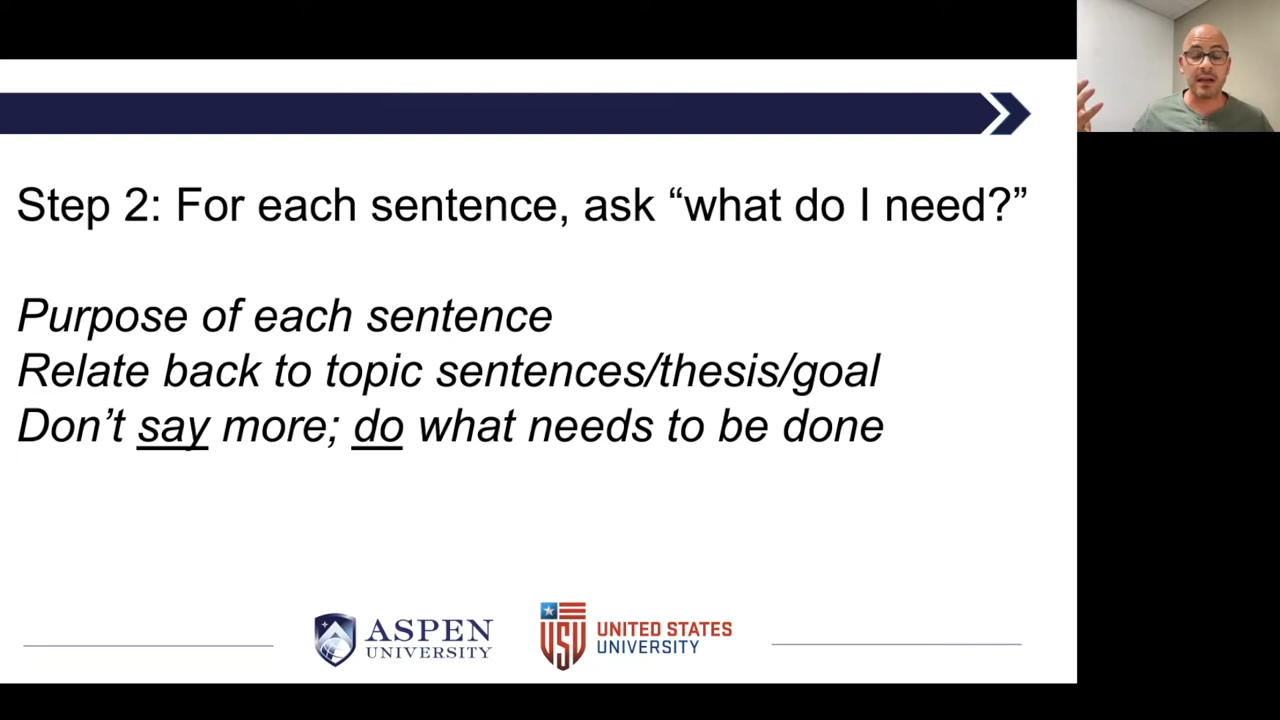 Step 2: For each sentence, ask “what do I need?”
Purpose of each sentence
Relate back to topic sentences/thesis/goal
Don’t say more; do what needs to be done
ASPEN
UNIVERSITY
USU
UNITED STATES
UNIVERSITY